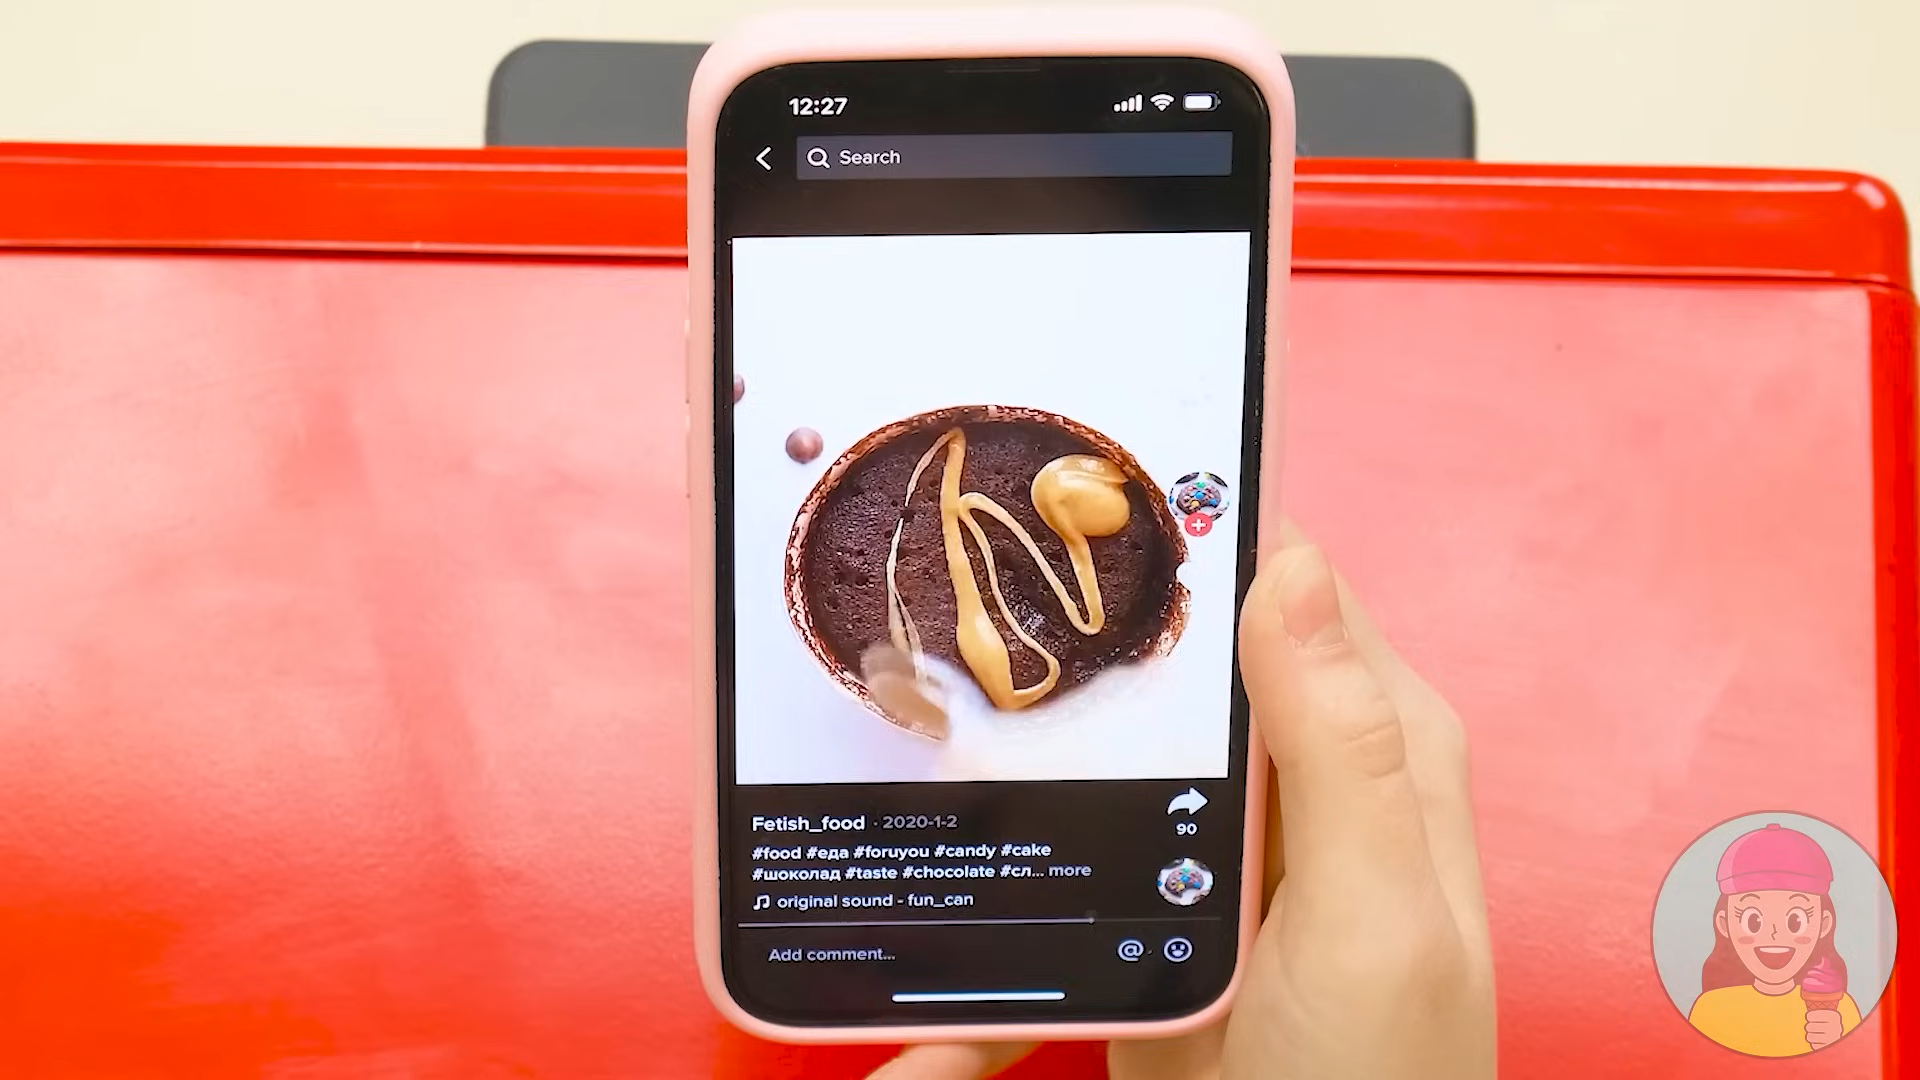 12:27
Search
90
Fetish_food · 2020-1-2
#food #еда #foruyou #candy #cake
#шоколад #taste #chocolate #сл... more
original sound - fun_can
Add comment...
@